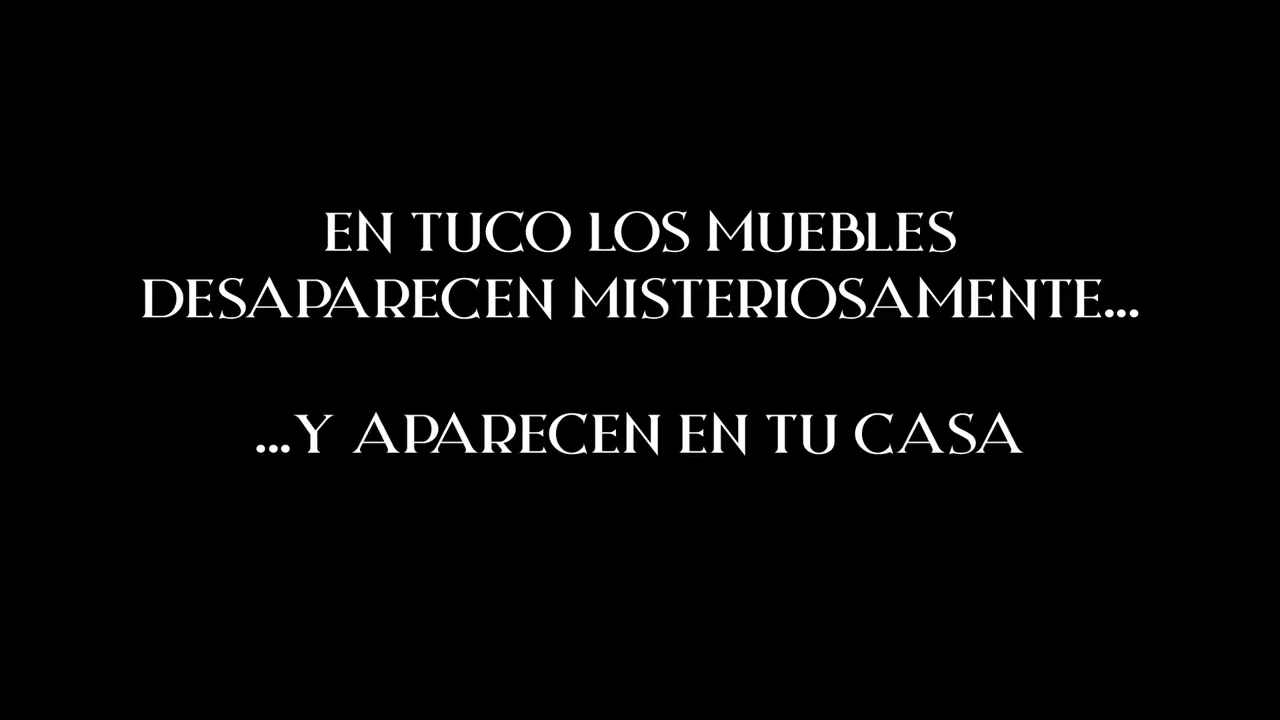 EN TUCO LOS MUEBLES
DESAPARECEN MISTERIOSAMENTE...
...Y APARECEN EN TU CASA